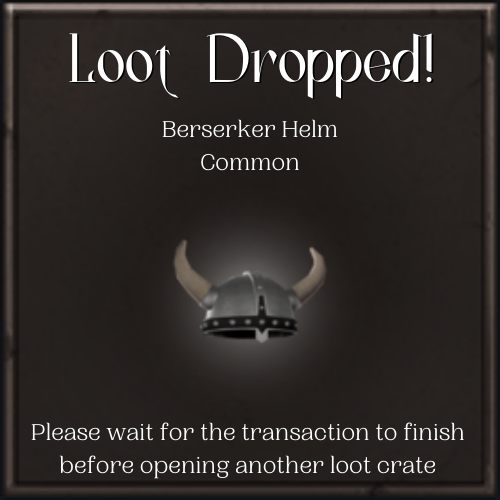 Loot Dropped!
Berserker Helm
Common
Please wait for the transaction to finish
before opening another loot crate